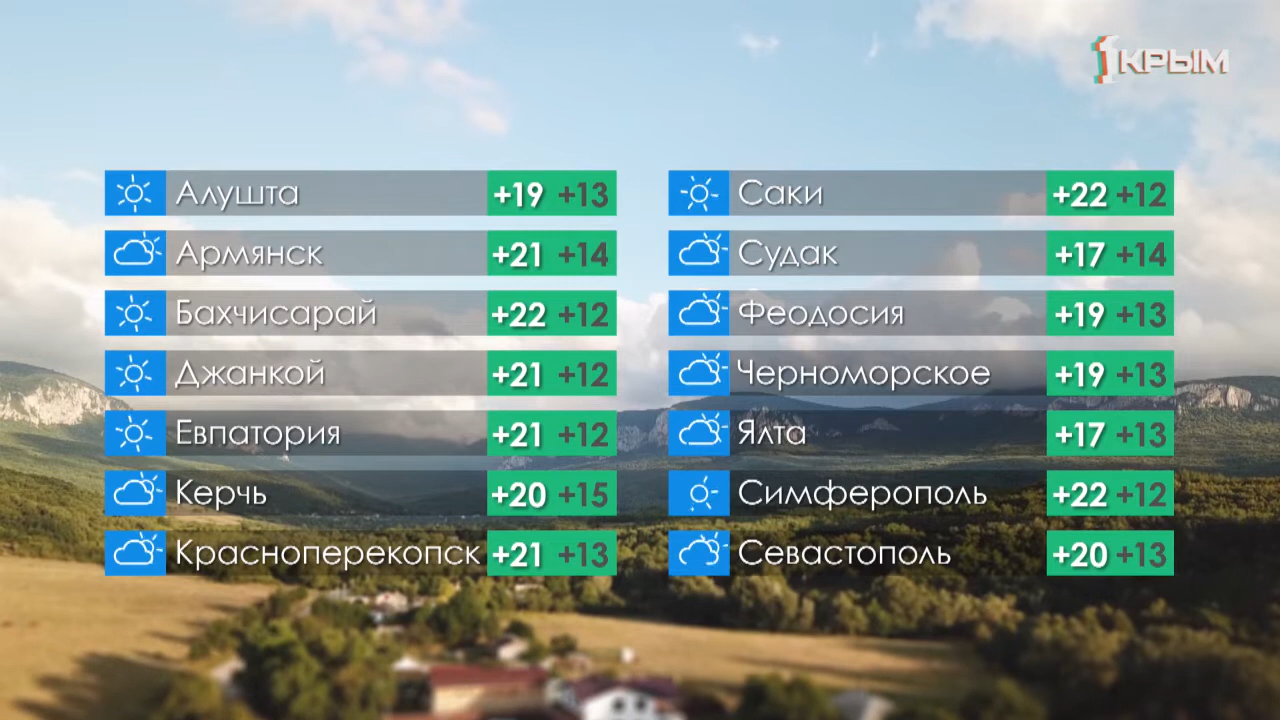 1 КРЫМ
Алушта +19 +13
Армянск +21 +14
Бахчисарай +22 +12
Джанкой +21 +12
Евпатория +21 +12
Керчь +20 +15
Красноперекопск +21 +13
Саки +22 +12
Судак +17 +14
Феодосия +19 +13
Черноморское +19 +13
Ялта +17 +13
Симферополь +22 +12
Севастополь +20 +13